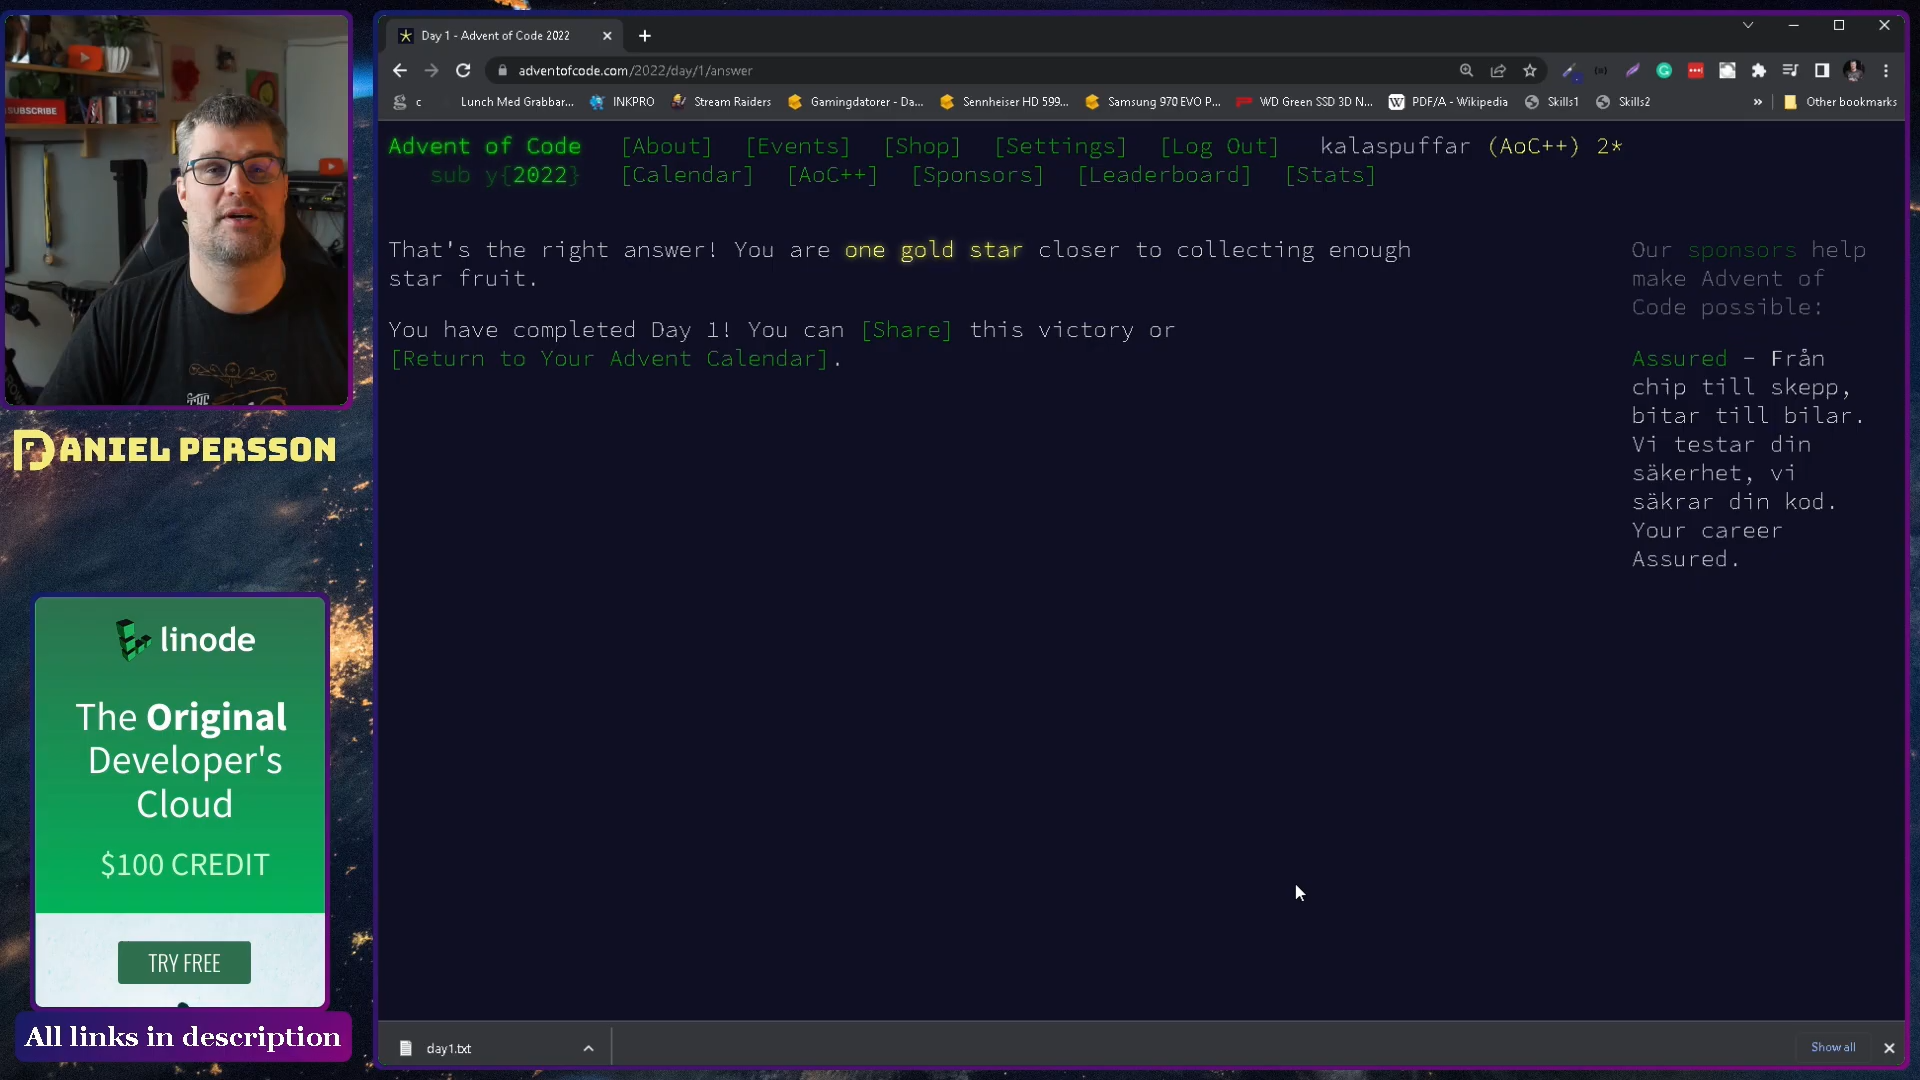 SUBSCRIBE
DANIEL PERSSON
linode
The Original
Developer's
Cloud
$100 CREDIT
TRY FREE
All links in description
Day 1 - Advent of Code 2022
adventofcode.com/2022/day/1/answer
c
Lunch Med Grabbar...
INKPRO
Stream Raiders
Gamingdatorer - Da...
Sennheiser HD 599...
Samsung 970 EVO P...
WD Green SSD 3D N...
W PDF/A - Wikipedia
Skills1
Skills2
»
Other bookmarks
Advent of Code [About] [Events] [Shop] [Settings] [Log Out] kalaspuffar (AoC++) 2*
sub y{2022} [Calendar] [AoC++] [Sponsors] [Leaderboard] [Stats]
That's the right answer! You are one gold star closer to collecting enough
star fruit.
You have completed Day 1! You can [Share] this victory or
[Return to Your Advent Calendar].
Our sponsors help
make Advent of
Code possible:
Assured - Från
chip till skepp,
bitar till bilar.
Vi testar din
säkerhet, vi
säkrar din kod.
Your career
Assured.
day1.txt
Show all